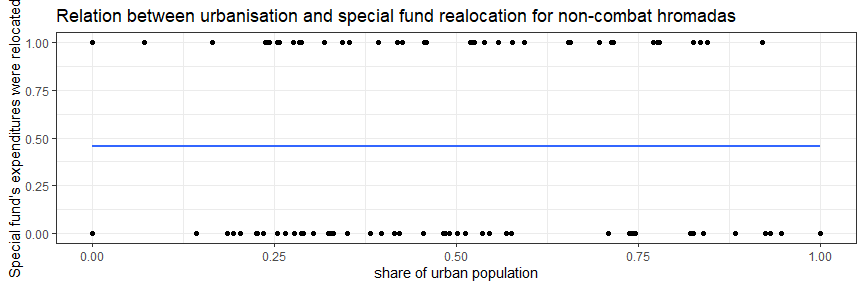 Relation between urbanisation and special fund realocation for non-combat hromadas
Special fund's expenditures were relocated
1.00
0.75
0.50
0.25
0.00
0.00 0.25 0.50 0.75 1.00
share of urban population